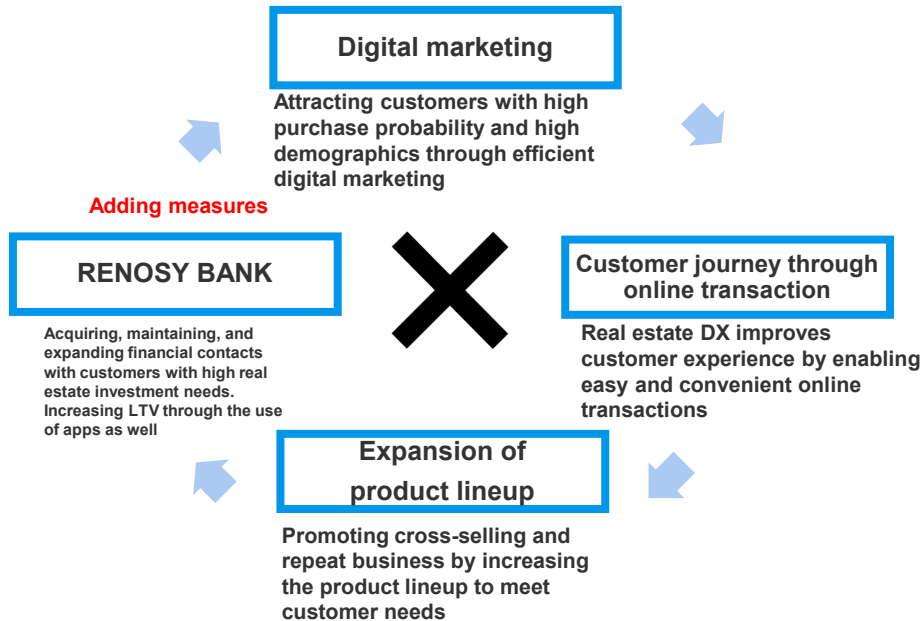 Digital marketing
Attracting customers with high
purchase probability and high
demographics through efficient
digital marketing
Adding measures
RENOSY BANK
Acquiring, maintaining, and
expanding financial contacts
with customers with high real
estate investment needs.
Increasing LTV through the use
of apps as well
Customer journey through
online transaction
Real estate DX improves
customer experience by enabling
easy and convenient online
transactions
Expansion of
product lineup
Promoting cross-selling and
repeat business by increasing
the product lineup to meet
customer needs